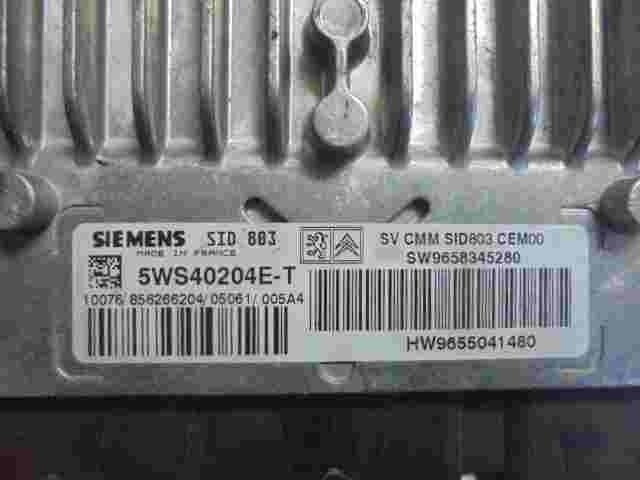 SIEMENS SID 803
MADE IN FRANCE
5WS40204E-T
10076/856266204/05061/005A4
SV CMM SID803 CEM00
SW9658345280
HW9655041480